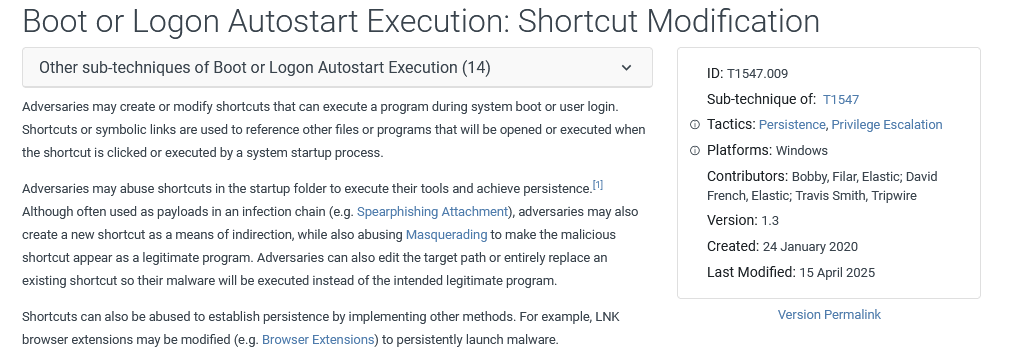 Boot or Logon Autostart Execution: Shortcut Modification
Other sub-techniques of Boot or Logon Autostart Execution (14)
Adversaries may create or modify shortcuts that can execute a program during system boot or user login.
Shortcuts or symbolic links are used to reference other files or programs that will be opened or executed when
the shortcut is clicked or executed by a system startup process.
Adversaries may abuse shortcuts in the startup folder to execute their tools and achieve persistence.[1]
Although often used as payloads in an infection chain (e.g. Spearphishing Attachment), adversaries may also
create a new shortcut as a means of indirection, while also abusing Masquerading to make the malicious
shortcut appear as a legitimate program. Adversaries can also edit the target path or entirely replace an
existing shortcut so their malware will be executed instead of the intended legitimate program.
Shortcuts can also be abused to establish persistence by implementing other methods. For example, LNK
browser extensions may be modified (e.g. Browser Extensions) to persistently launch malware.
ID: T1547.009
Sub-technique of: T1547
Tactics: Persistence, Privilege Escalation
Platforms: Windows
Contributors: Bobby, Filar, Elastic; David
French, Elastic; Travis Smith, Tripwire
Version: 1.3
Created: 24 January 2020
Last Modified: 15 April 2025
Version Permalink